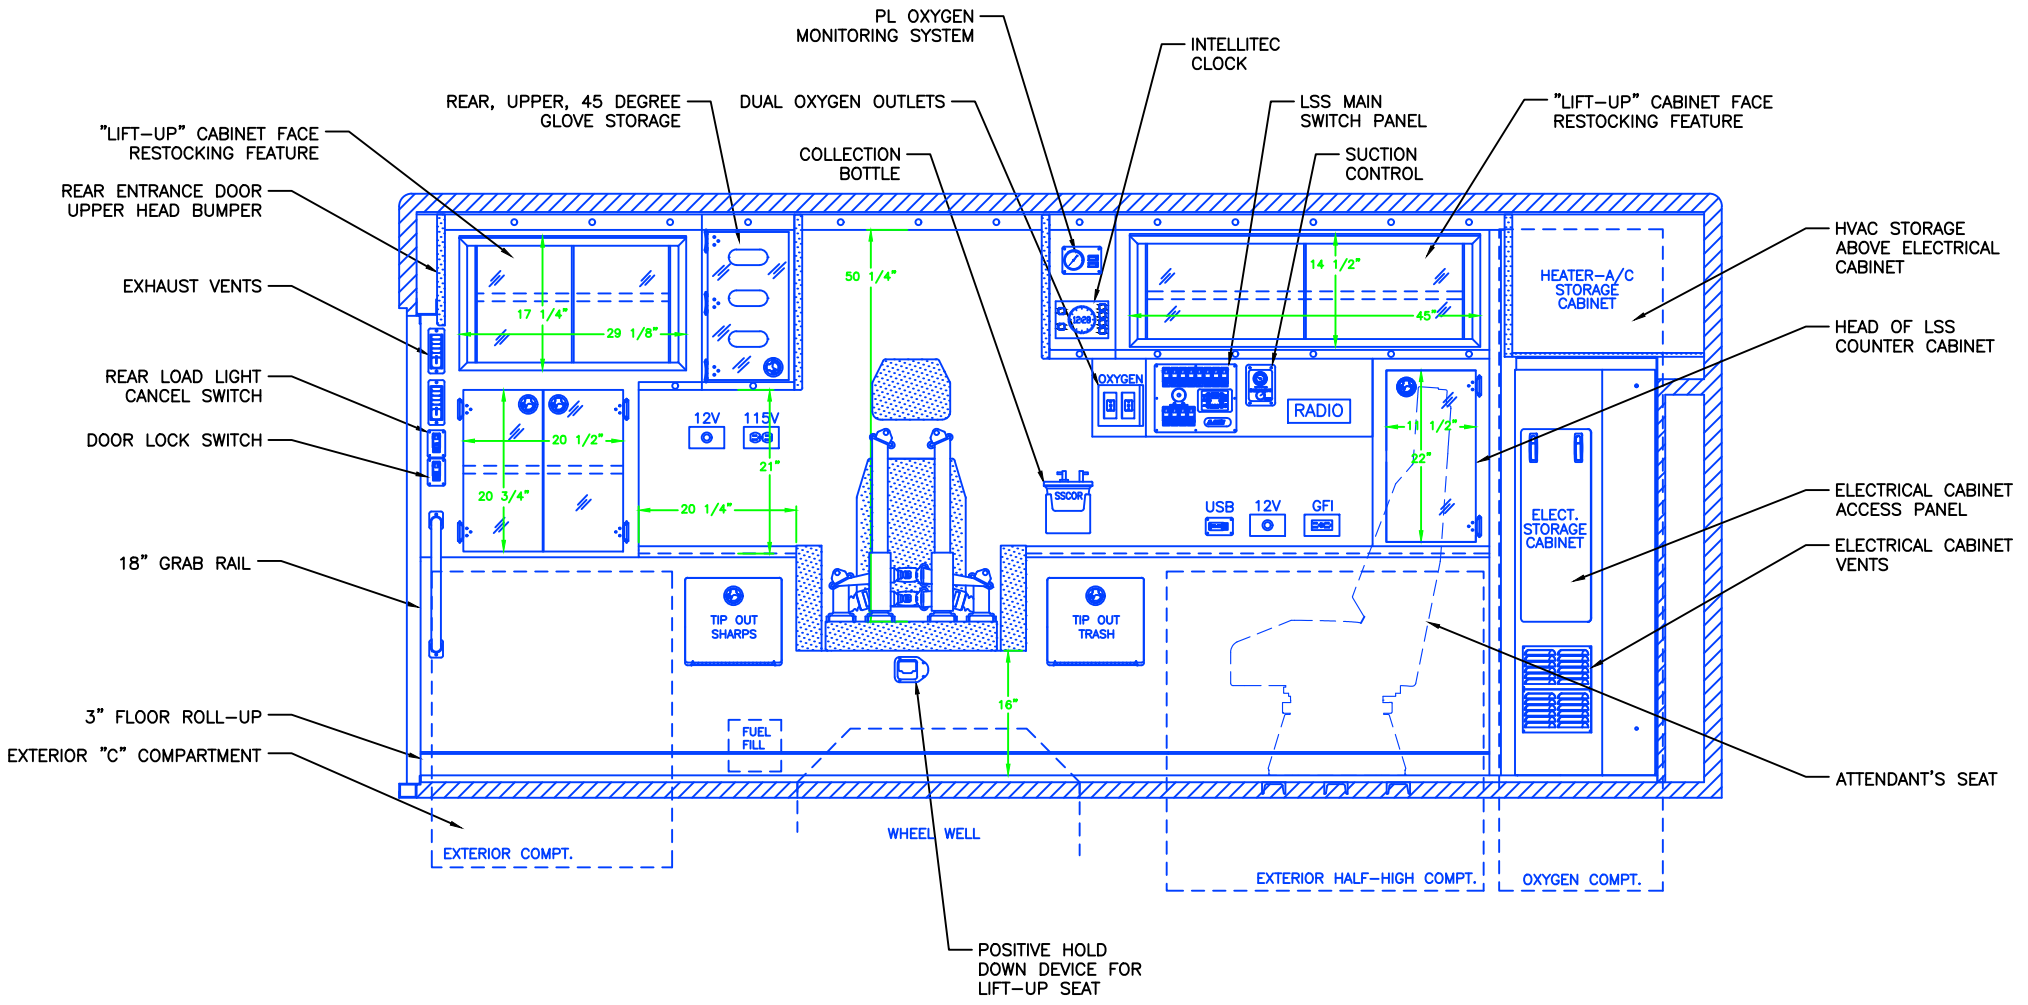 PL OXYGEN
MONITORING SYSTEM
INTELLITEC
CLOCK
REAR, UPPER, 45 DEGREE
GLOVE STORAGE
DUAL OXYGEN OUTLETS
LSS MAIN
SWITCH PANEL
"LIFT-UP" CABINET FACE
RESTOCKING FEATURE
"LIFT-UP" CABINET FACE
RESTOCKING FEATURE
COLLECTION
BOTTLE
SUCTION
CONTROL
REAR ENTRANCE DOOR
UPPER HEAD BUMPER
HVAC STORAGE
ABOVE ELECTRICAL
CABINET
EXHAUST VENTS
HEAD OF LSS
COUNTER CABINET
REAR LOAD LIGHT
CANCEL SWITCH
DOOR LOCK SWITCH
ELECTRICAL CABINET
ACCESS PANEL
ELECTRICAL CABINET
VENTS
18" GRAB RAIL
3" FLOOR ROLL-UP
EXTERIOR "C" COMPARTMENT
ATTENDANT'S SEAT
POSITIVE HOLD
DOWN DEVICE FOR
LIFT-UP SEAT
50 1/4"
14 1/2"
HEATER-A/C
STORAGE
CABINET
17 1/4"
29 1/8"
45"
12:28
OXYGEN
RADIO
12V
115V
20 1/2"
11 1/2"
22"
21"
20 3/4"
20 1/4"
SSCOR
USB
12V
GFI
ELECT.
STORAGE
CABINET
TIP OUT
SHARPS
TIP OUT
TRASH
16"
FUEL
FILL
WHEEL WELL
EXTERIOR COMPT.
EXTERIOR HALF-HIGH COMPT.
OXYGEN COMPT.